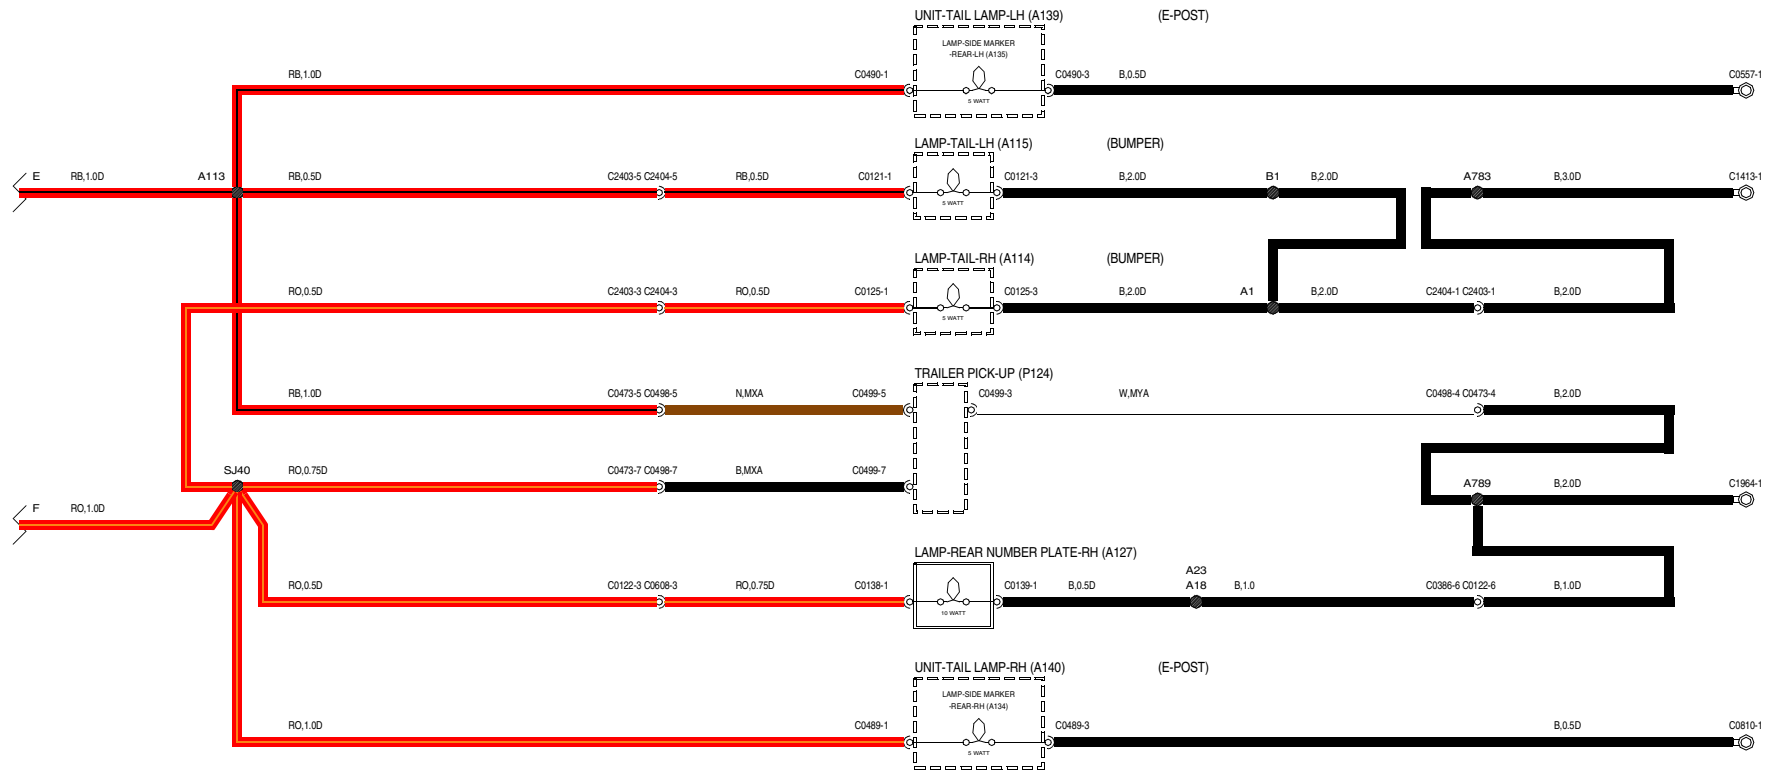 UNIT-TAIL LAMP-LH (A139) (E-POST)
LAMP-SIDE MARKER
-REAR-LH (A135)
RB,1.0D C0490-1 C0490-3 B,0.5D C0557-1
5 WATT
LAMP-TAIL-LH (A115) (BUMPER)
E RB,1.0D A113 RB,0.5D C2403-5 C2404-5 RB,0.5D C0121-1 C0121-3 B,2.0D B1 B,2.0D A783 B,3.0D C1413-1
5 WATT
LAMP-TAIL-RH (A114) (BUMPER)
RO,0.5D C2403-3 C2404-3 RO,0.5D C0125-1 C0125-3 B,2.0D A1 B,2.0D C2404-1 C2403-1 B,2.0D
5 WATT
TRAILER PICK-UP (P124)
RB,1.0D C0473-5 C0498-5 N,MXA C0499-5 C0499-3 W,MYA C0498-4 C0473-4 B,2.0D
SJ40 RO,0.75D C0473-7 C0498-7 B,MXA C0499-7
A789 B,2.0D C1964-1
F RO,1.0D
LAMP-REAR NUMBER PLATE-RH (A127)
A23
RO,0.5D C0122-3 C0608-3 RO,0.75D C0138-1 C0139-1 B,0.5D A18 B,1.0 C0386-6 C0122-6 B,1.0D
10 WATT
UNIT-TAIL LAMP-RH (A140) (E-POST)
LAMP-SIDE MARKER
-REAR-RH (A134)
RO,1.0D C0489-1 C0489-3 B,0.5D C0810-1
5 WATT